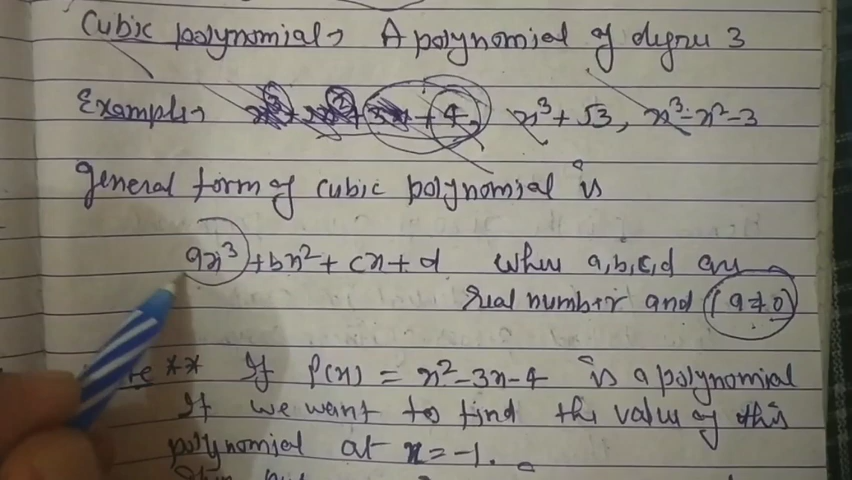 Cubic polynomial → A polynomial of degree 3
Example → x³ + √3, x³ - x² - 3
General form of cubic polynomial is
ax³ + bx² + cx + d where a,b,c,d are
real number and (a≠0)
** If P(x) = x² - 3x - 4 is a polynomial
If we want to find the value of this
polynomial at x = -1.